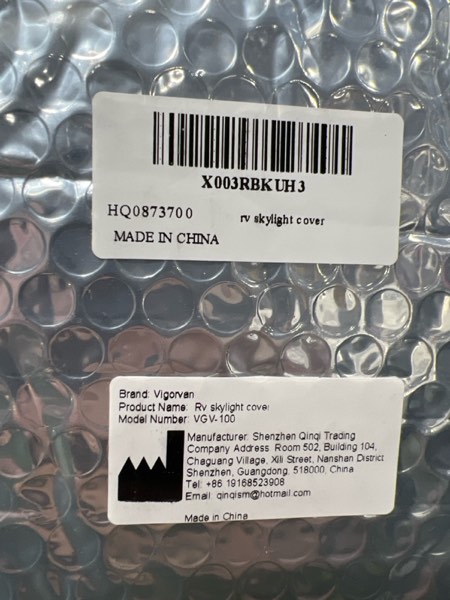 X003RBKUH3
HQ0873700 rv skylight cover
MADE IN CHINA
Brand: Vigorvan
Product Name: Rv skylight cover
Model Number: VGV-100
Manufacturer: Shenzhen Qinqi Trading
Company Address: Room 502, Building 104,
Chaguang Village, Xili Street, Nanshan District
Shenzhen, Guangdong, 518000, China
Tel: +86 19168523908
Email: qinqism@hotmail.com
Made in China